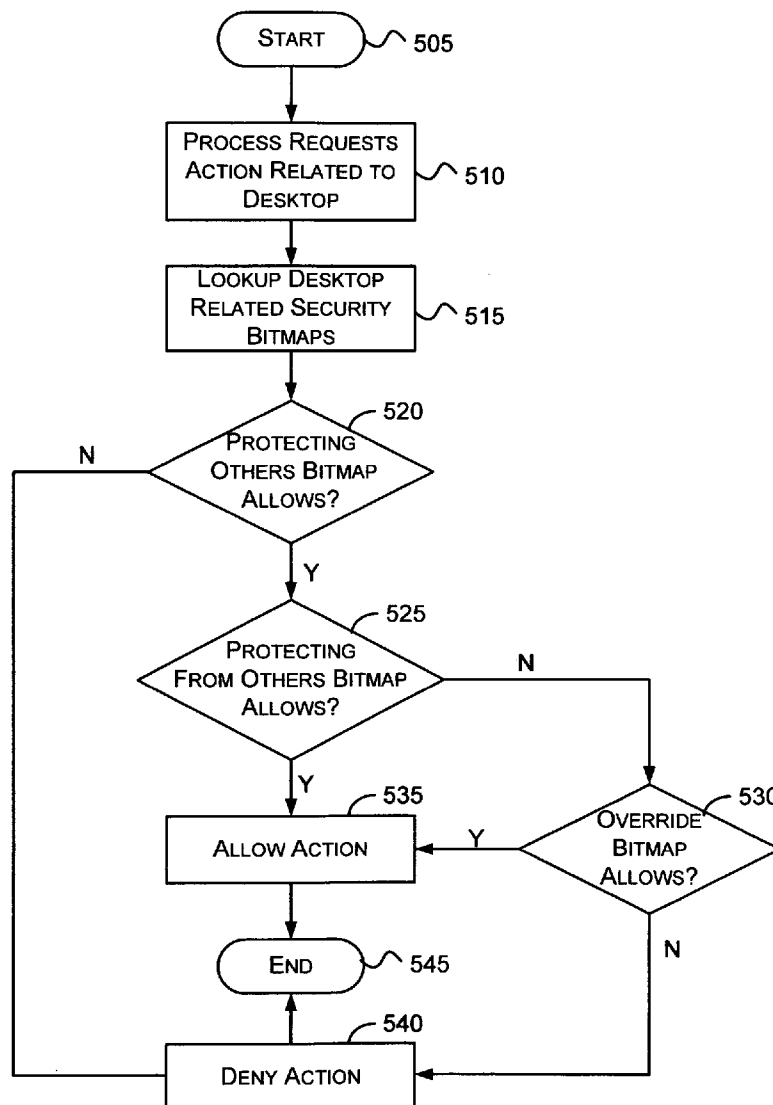 START
505
PROCESS REQUESTS
ACTION RELATED TO
DESKTOP
510
LOOKUP DESKTOP
RELATED SECURITY
BITMAPS
515
520
N
PROTECTING
OTHERS BITMAP
ALLOWS?
Y
525
PROTECTING
FROM OTHERS BITMAP
ALLOWS?
N
Y
535
530
ALLOW ACTION
Y
OVERRIDE
BITMAP
ALLOWS?
END
545
N
540
DENY ACTION